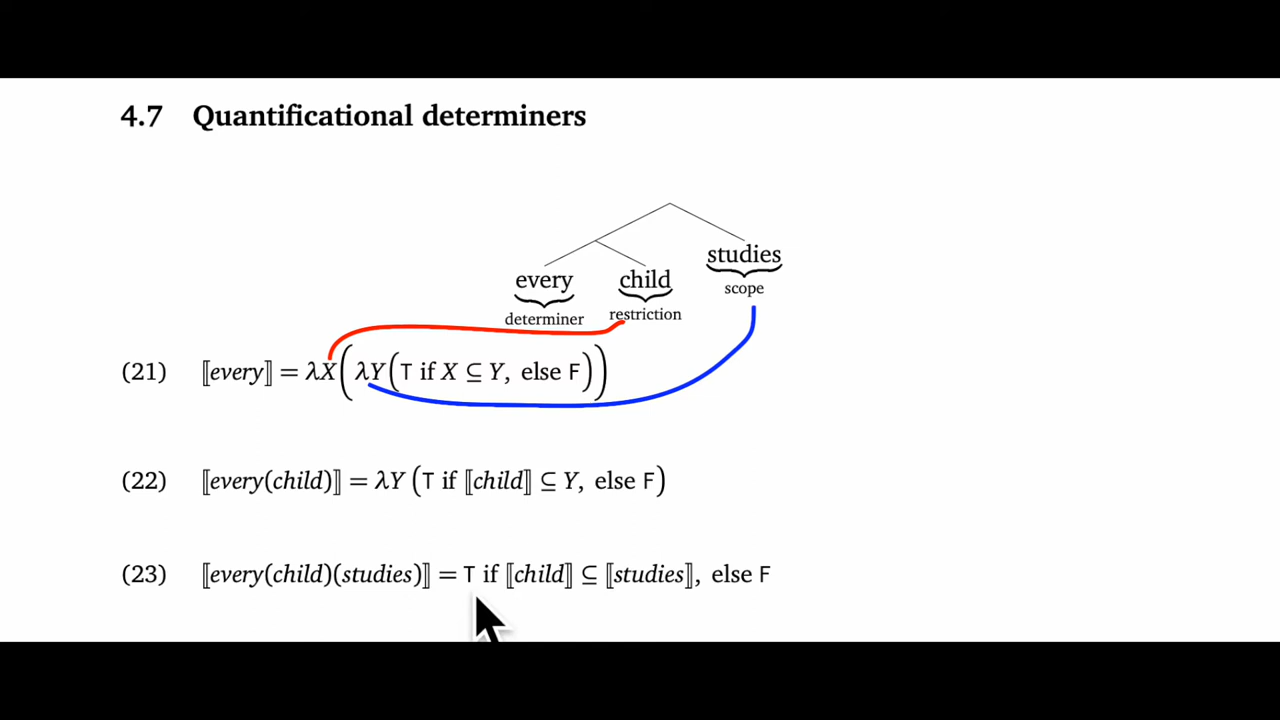 4.7 Quantificational determiners
studies
scope
every child
determiner restriction
(21) ⟦every⟧ = λX(λY(T if X ⊆ Y, else F))
(22) ⟦every(child)⟧ = λY (T if ⟦child⟧ ⊆ Y, else F)
(23) ⟦every(child)(studies)⟧ = T if ⟦child⟧ ⊆ ⟦studies⟧, else F